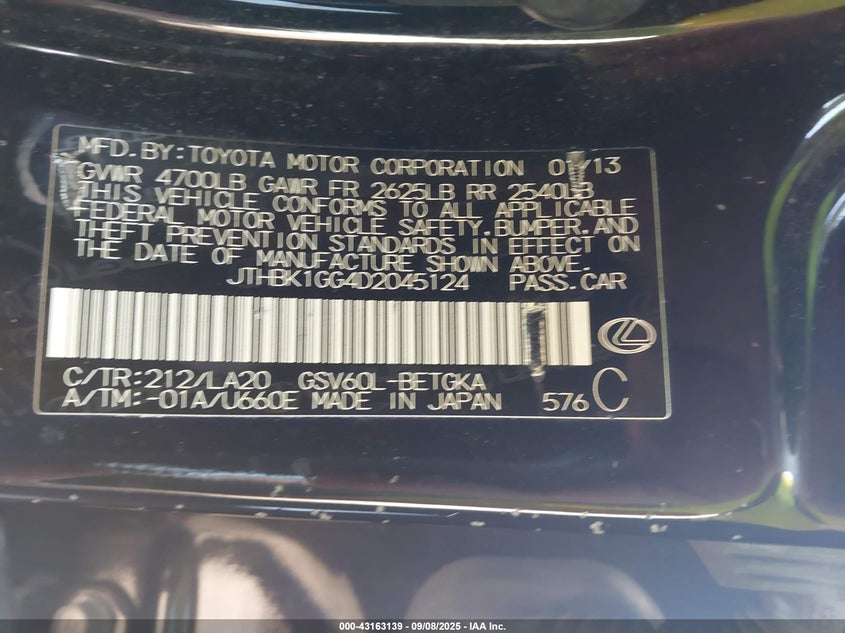 MFD.BY:TOYOTA MOTOR CORPORATION 01/13
GVWR 4700LB GAWR FR 2625LB RR 2540LB
THIS VEHICLE CONFORMS TO ALL APPLICABLE
FEDERAL MOTOR VEHICLE SAFETY,BUMPER,AND
THEFT PREVENTION STANDARDS IN EFFECT ON
THE DATE OF MANUFACTURE SHOWN ABOVE.
JTHBK1GG4D2045124 PASS.CAR
C/TR:212/LA20 GSV60L-BETGKA
A/TM:-01A/U660E MADE IN JAPAN 576 C
000-43163139 - 09/08/2025 - IAA Inc.